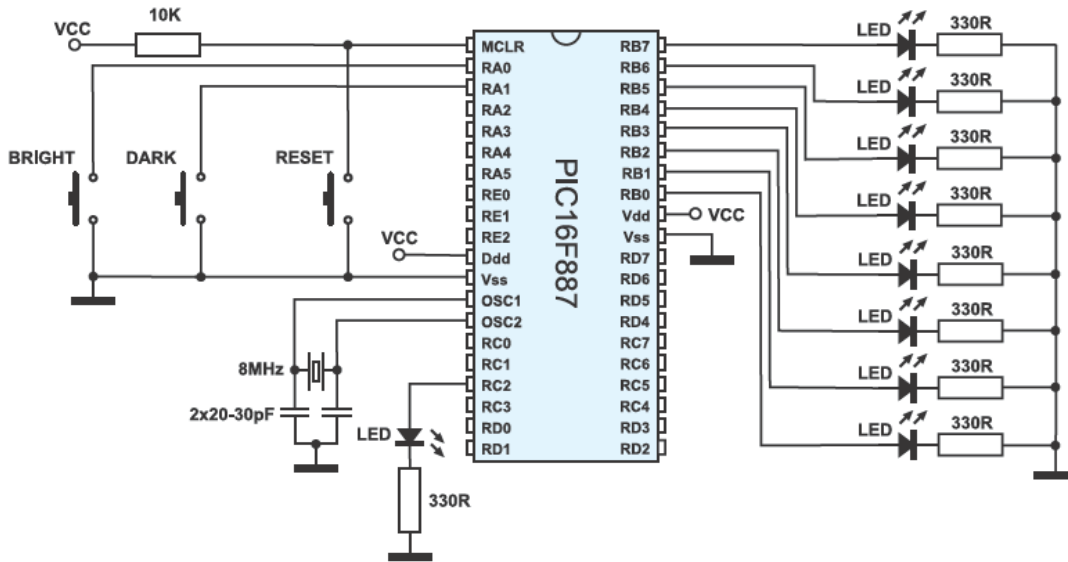 10K
VCC
BRIGHT
DARK
RESET
VCC
8MHz
2x20-30pF
LED
330R
MCLR
RA0
RA1
RA2
RA3
RA4
RA5
RE0
RE1
RE2
Ddd
Vss
OSC1
OSC2
RC0
RC1
RC2
RC3
RD0
RD1
PIC16F887
RB7
RB6
RB5
RB4
RB3
RB2
RB1
RB0
Vdd
Vss
RD7
RD6
RD5
RD4
RC7
RC6
RC5
RC4
RD3
RD2
VCC
LED 330R
LED 330R
LED 330R
LED 330R
LED 330R
LED 330R
LED 330R
LED 330R